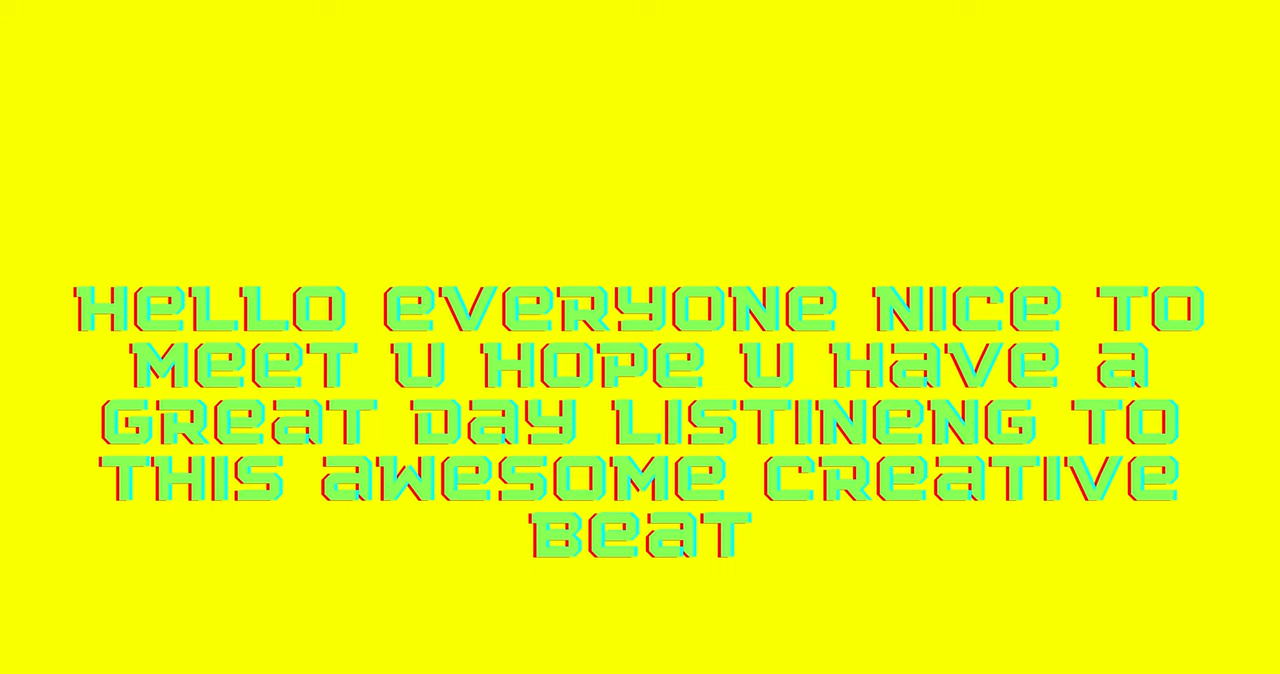 HeLLO eVeRYONe NICe TO
MeeT U HOPe U HaVe a
GReaT Day LISTINeNG TO
THIS aWeSOMe CReaTIVe
BeaT